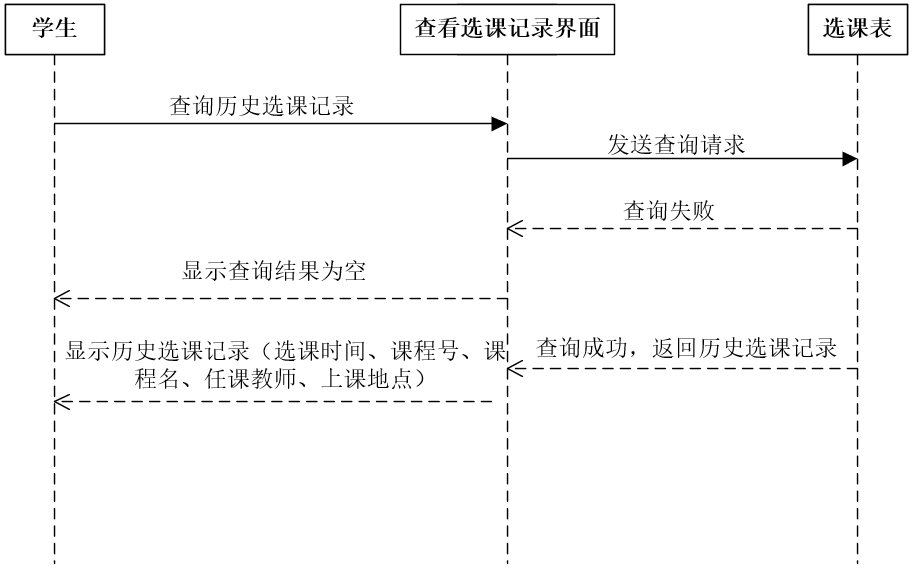 学生
查看选课记录界面
选课表
查询历史选课记录
发送查询请求
查询失败
显示查询结果为空
查询成功，返回历史选课记录
显示历史选课记录（选课时间、课程号、课
程名、任课教师、上课地点）